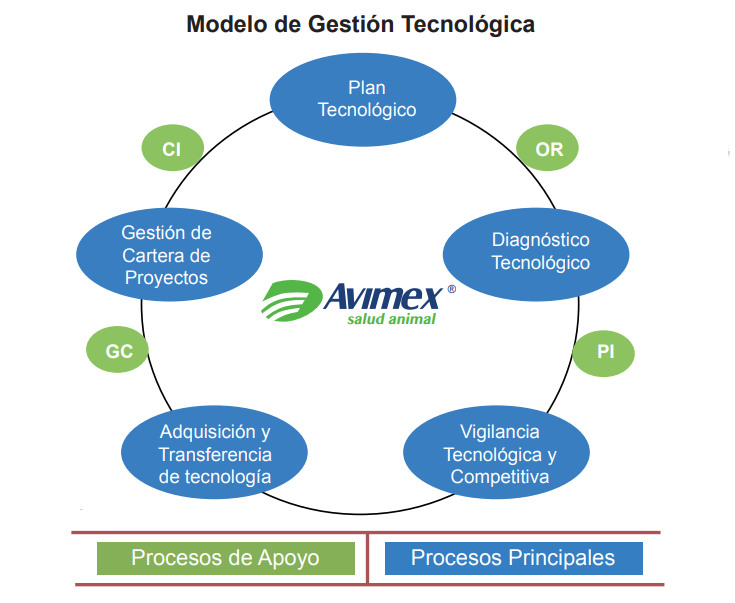 Modelo de Gestión Tecnológica
Plan
Tecnológico
CI
OR
Gestión de
Cartera de
Proyectos
Diagnóstico
Tecnológico
Avimex®
salud animal
GC
PI
Adquisición y
Transferencia
de tecnología
Vigilancia
Tecnológica y
Competitiva
Procesos de Apoyo
Procesos Principales